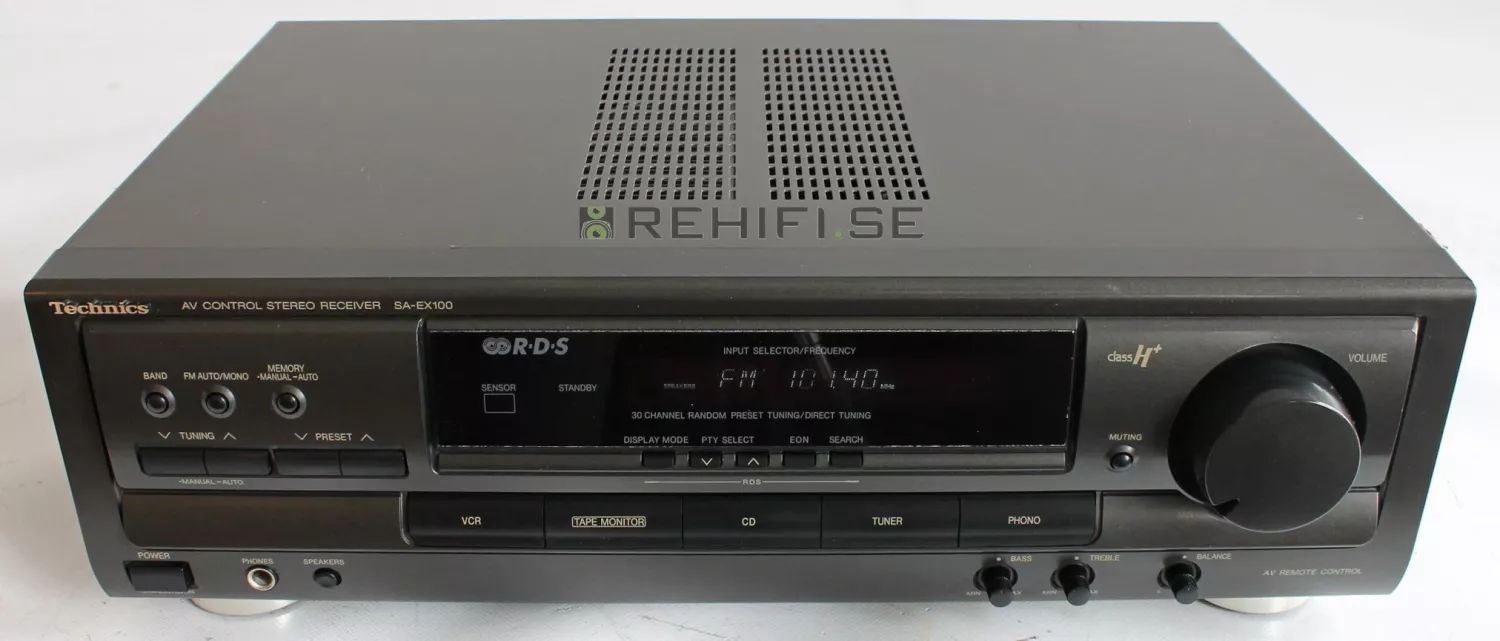 REHIFI.SE
Technics AV CONTROL STEREO RECEIVER SA-EX100
R·D·S
INPUT SELECTOR/FREQUENCY
class H+
VOLUME
BAND
FM AUTO/MONO
MEMORY
-MANUAL -AUTO
SENSOR
STANDBY
SPEAKERS
FM 101.40 MHz
30 CHANNEL RANDOM PRESET TUNING/DIRECT TUNING
TUNING
PRESET
DISPLAY MODE PTY SELECT EON SEARCH
MUTING
-MANUAL -AUTO
RDS
VCR
TAPE MONITOR
CD
TUNER
PHONO
POWER
PHONES
SPEAKERS
BASS
TREBLE
BALANCE
AV REMOTE CONTROL
MIN
MIN